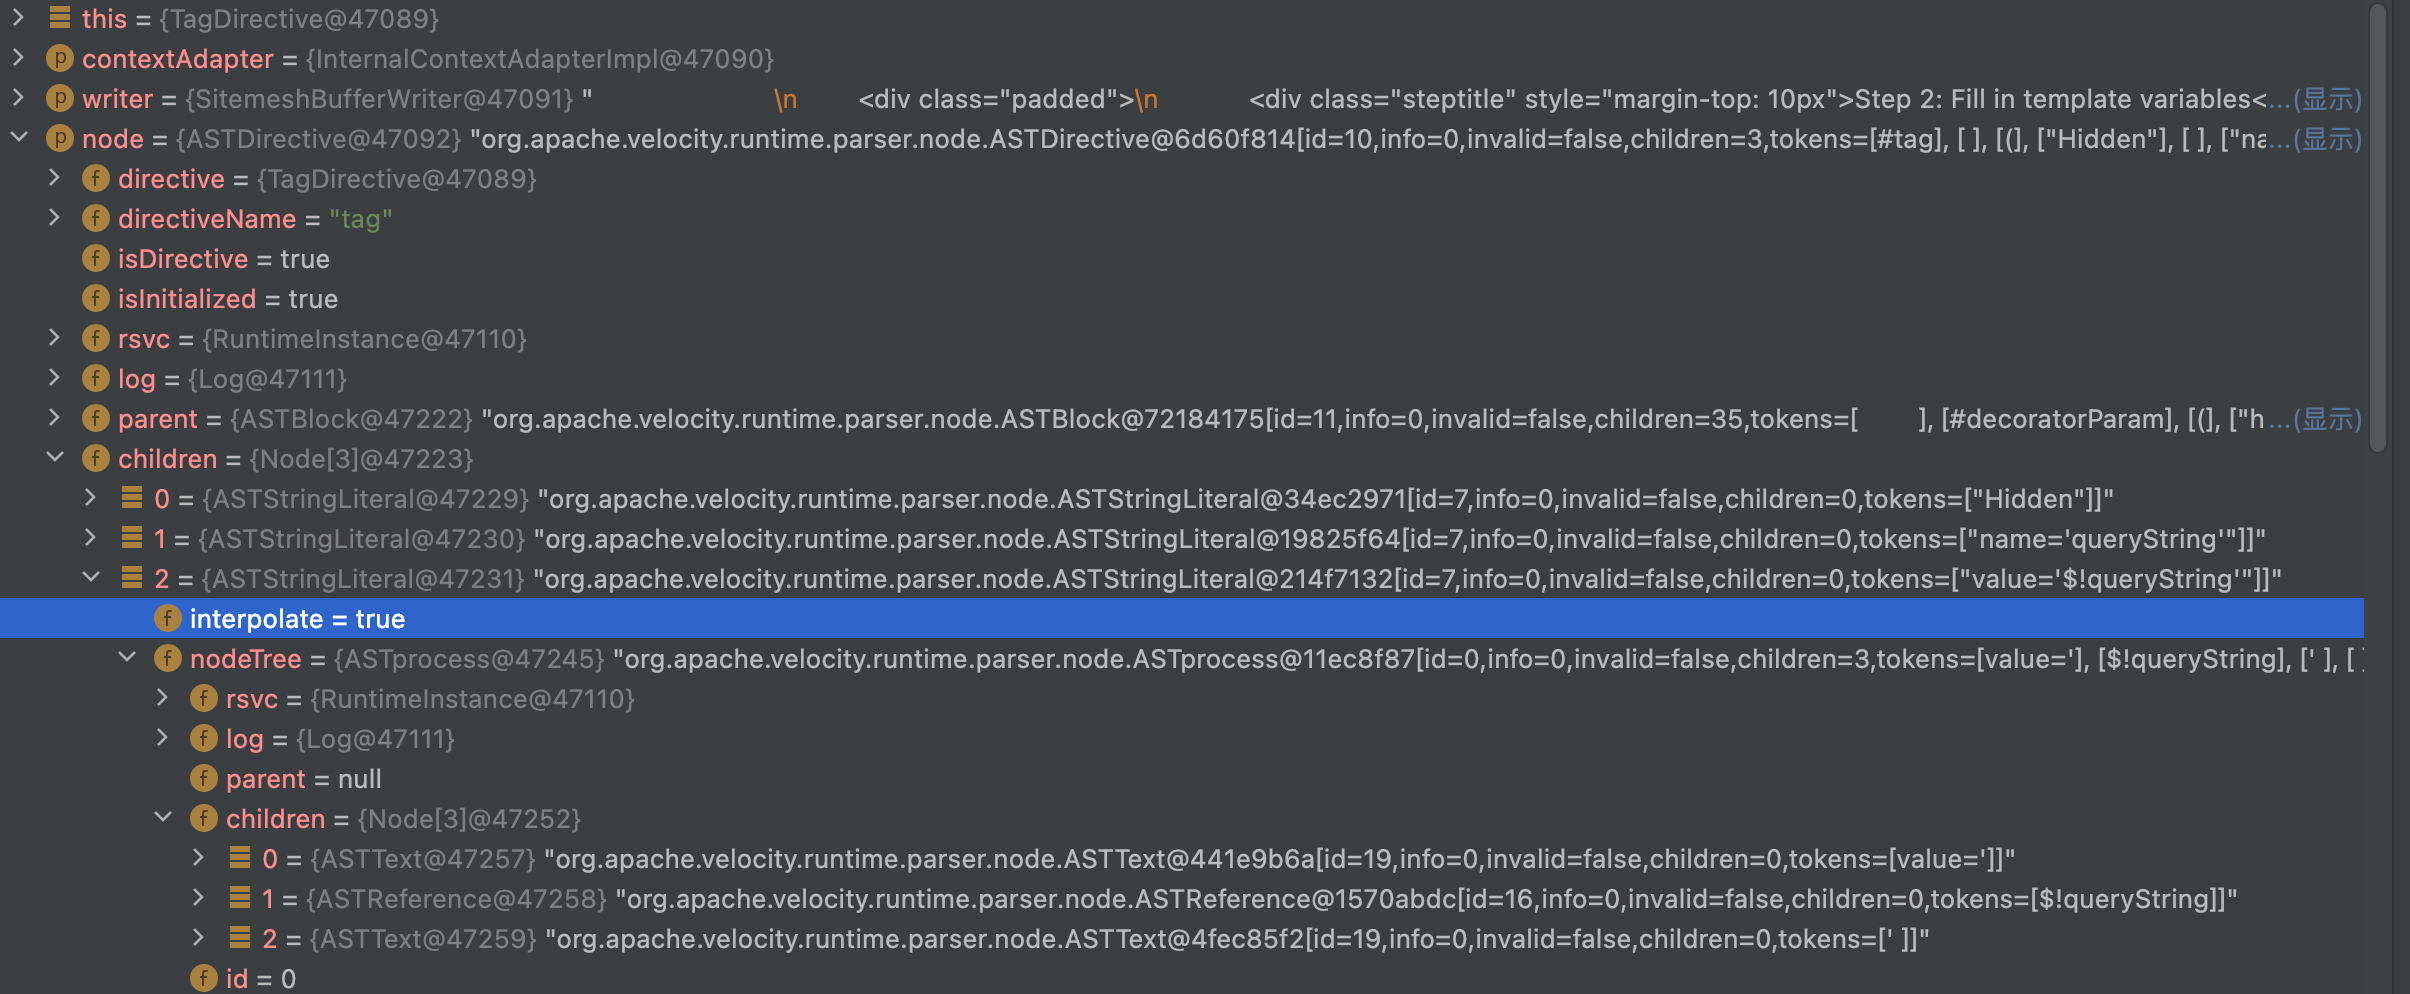 this = {TagDirective@47089}
p contextAdapter = {InternalContextAdapterImpl@47090}
p writer = {SitemeshBufferWriter@47091} " \n <div class="padded">\n <div class="steptitle" style="margin-top: 10px">Step 2: Fill in template variables<...(显示)
p node = {ASTDirective@47092} "org.apache.velocity.runtime.parser.node.ASTDirective@6d60f814[id=10,info=0,invalid=false,children=3,tokens=[#tag], [ ], [(], ["Hidden"], [ ], ["na...(显示)
f directive = {TagDirective@47089}
f directiveName = "tag"
f isDirective = true
f isInitialized = true
f rsvc = {RuntimeInstance@47110}
f log = {Log@47111}
f parent = {ASTBlock@47222} "org.apache.velocity.runtime.parser.node.ASTBlock@72184175[id=11,info=0,invalid=false,children=35,tokens=[ ], [#decoratorParam], [(], ["h...(显示)
f children = {Node[3]@47223}
0 = {ASTStringLiteral@47229} "org.apache.velocity.runtime.parser.node.ASTStringLiteral@34ec2971[id=7,info=0,invalid=false,children=0,tokens=["Hidden"]]"
1 = {ASTStringLiteral@47230} "org.apache.velocity.runtime.parser.node.ASTStringLiteral@19825f64[id=7,info=0,invalid=false,children=0,tokens=["name='queryString'"]]"
2 = {ASTStringLiteral@47231} "org.apache.velocity.runtime.parser.node.ASTStringLiteral@214f7132[id=7,info=0,invalid=false,children=0,tokens=["value='$!queryString'"]]"
f interpolate = true
f nodeTree = {ASTprocess@47245} "org.apache.velocity.runtime.parser.node.ASTprocess@11ec8f87[id=0,info=0,invalid=false,children=3,tokens=[value='], [$!queryString], [' ], [ ]
f rsvc = {RuntimeInstance@47110}
f log = {Log@47111}
f parent = null
f children = {Node[3]@47252}
0 = {ASTText@47257} "org.apache.velocity.runtime.parser.node.ASTText@441e9b6a[id=19,info=0,invalid=false,children=0,tokens=[value=']]"
1 = {ASTReference@47258} "org.apache.velocity.runtime.parser.node.ASTReference@1570abdc[id=16,info=0,invalid=false,children=0,tokens=[$!queryString]]"
2 = {ASTText@47259} "org.apache.velocity.runtime.parser.node.ASTText@4fec85f2[id=19,info=0,invalid=false,children=0,tokens=[' ]]"
f id = 0